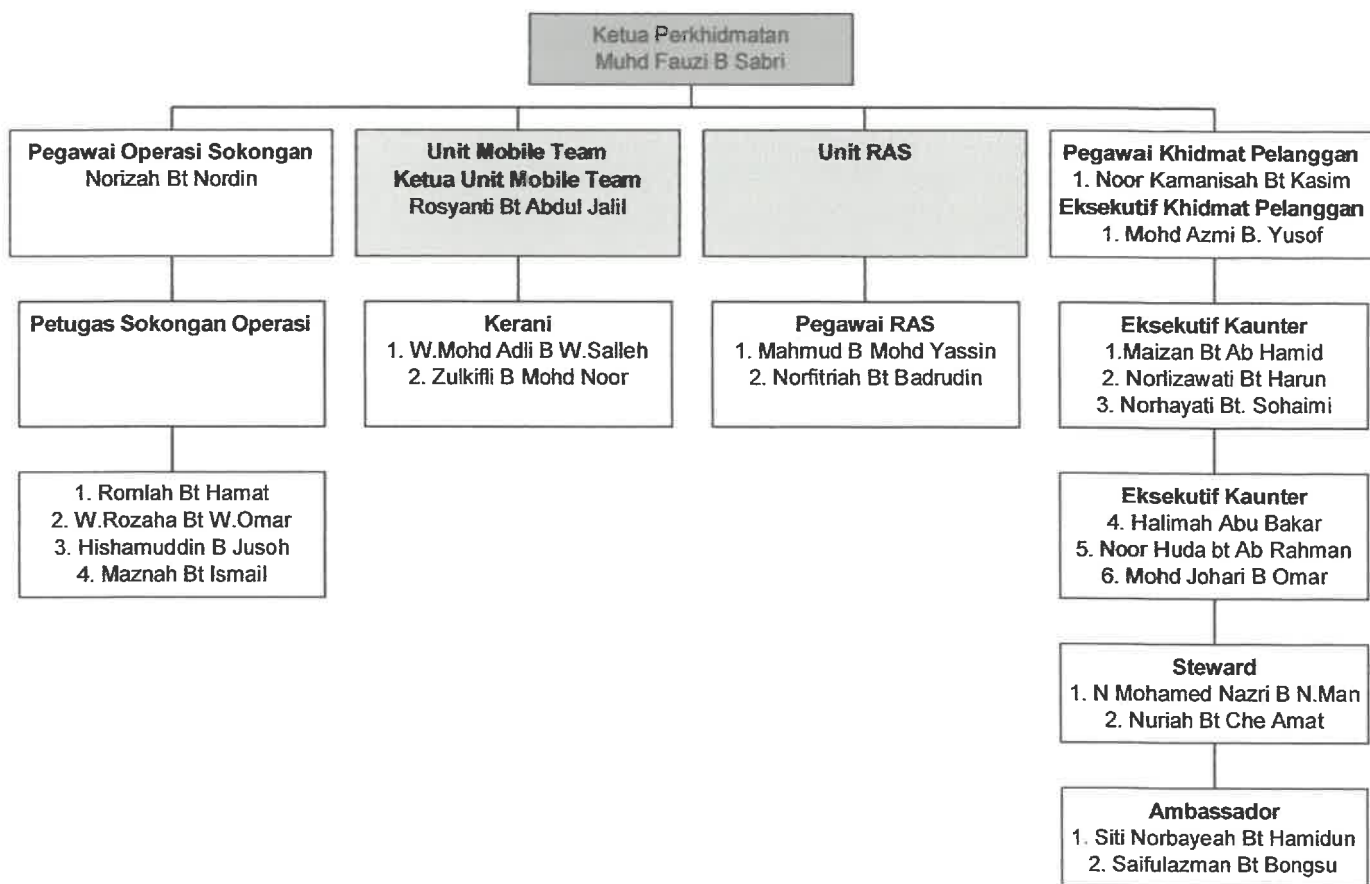 Ketua Perkhidmatan
Muhd Fauzi B Sabri
Pegawai Operasi Sokongan
Norizah Bt Nordin
Unit Mobile Team
Ketua Unit Mobile Team
Rosyanti Bt Abdul Jalil
Unit RAS
Pegawai Khidmat Pelanggan
1. Noor Kamanisah Bt Kasim
Eksekutif Khidmat Pelanggan
1. Mohd Azmi B. Yusof
Petugas Sokongan Operasi
Kerani
1. W.Mohd Adli B W.Salleh
2. Zulkifli B Mohd Noor
Pegawai RAS
1. Mahmud B Mohd Yassin
2. Norfitriah Bt Badrudin
Eksekutif Kaunter
1.Maizan Bt Ab Hamid
2. Norlizawati Bt Harun
3. Norhayati Bt. Sohaimi
1. Romlah Bt Hamat
2. W.Rozaha Bt W.Omar
3. Hishamuddin B Jusoh
4. Maznah Bt Ismail
Eksekutif Kaunter
4. Halimah Abu Bakar
5. Noor Huda bt Ab Rahman
6. Mohd Johari B Omar
Steward
1. N Mohamed Nazri B N.Man
2. Nuriah Bt Che Amat
Ambassador
1. Siti Norbayeah Bt Hamidun
2. Saifulazman Bt Bongsu